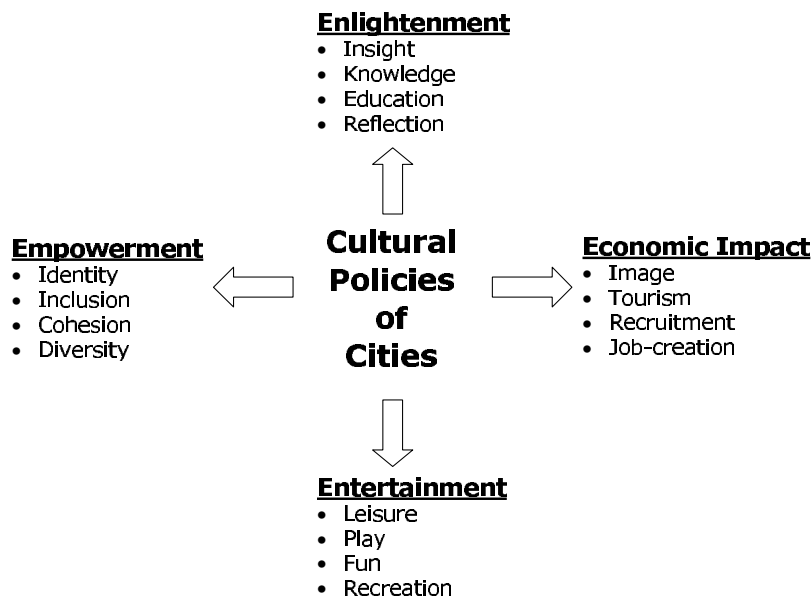 Enlightenment
• Insight
• Knowledge
• Education
• Reflection
Empowerment
• Identity
• Inclusion
• Cohesion
• Diversity
Cultural
Policies
of
Cities
Economic Impact
• Image
• Tourism
• Recruitment
• Job-creation
Entertainment
• Leisure
• Play
• Fun
• Recreation